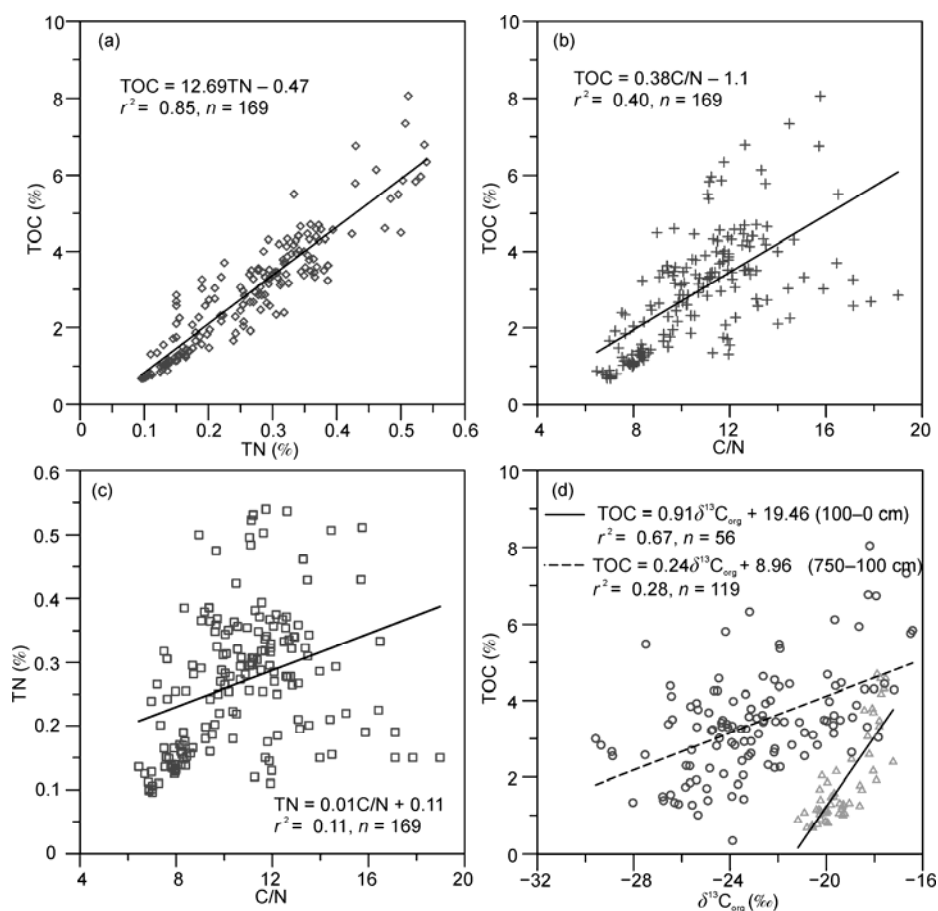 (a)
TOC = 12.69TN – 0.47
r² = 0.85, n = 169
TOC (%)
10
8
6
4
2
0
0
0.1
0.2
0.3
0.4
0.5
0.6
TN (%)
(b)
TOC = 0.38C/N – 1.1
r² = 0.40, n = 169
TOC (%)
10
8
6
4
2
0
4
8
12
16
20
C/N
(c)
TN = 0.01C/N + 0.11
r² = 0.11, n = 169
TN (%)
0.6
0.5
0.4
0.3
0.2
0.1
0
4
8
12
16
20
C/N
(d)
TOC = 0.91δ¹³Corg + 19.46 (100–0 cm)
r² = 0.67, n = 56
TOC = 0.24δ¹³Corg + 8.96 (750–100 cm)
r² = 0.28, n = 119
TOC (%)
10
8
6
4
2
0
−32
−28
−24
−20
−16
δ¹³Corg (‰)